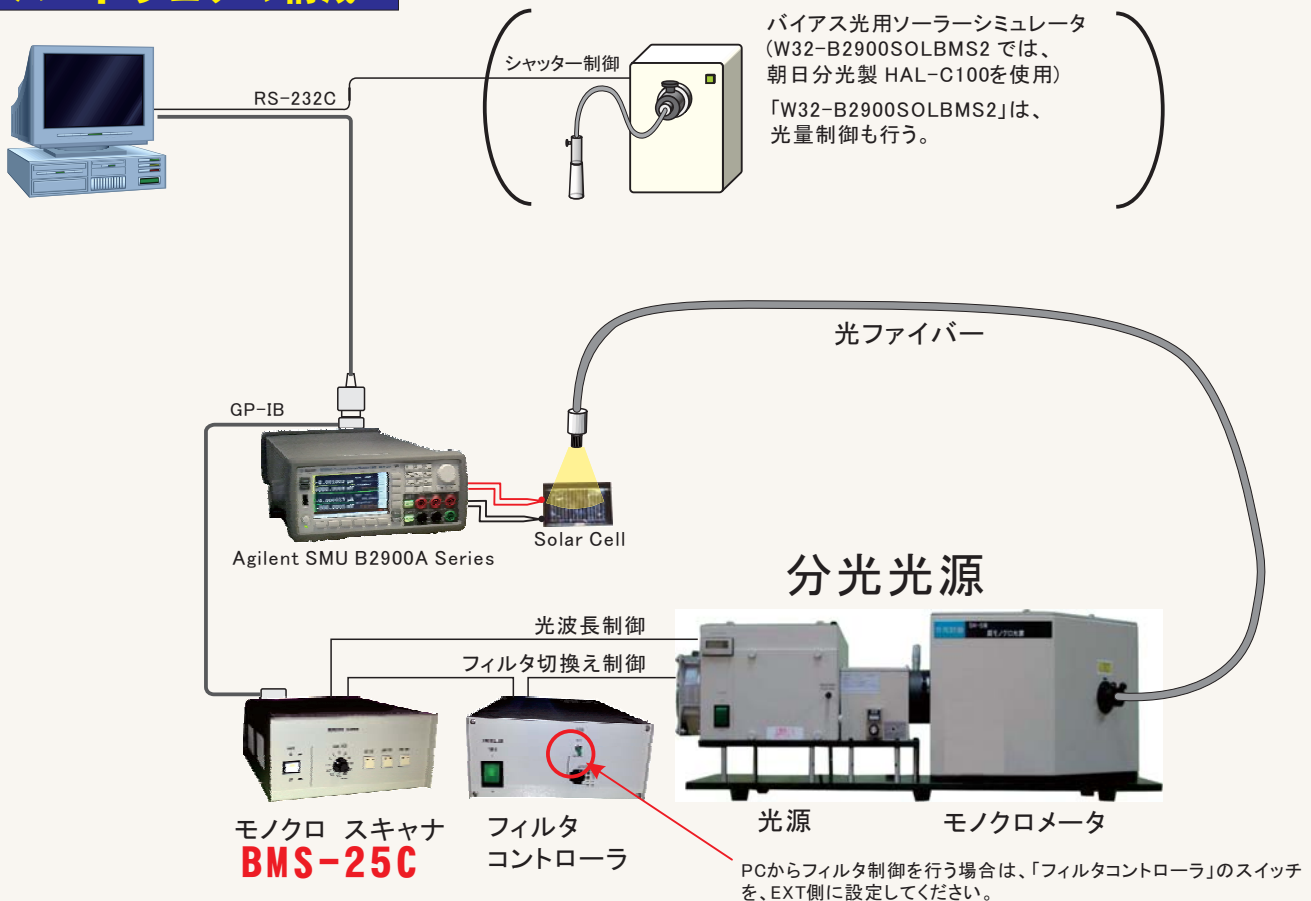 バイアス光用ソーラーシミュレータ
(W32-B2900SOLBMS2 では、
朝日分光製 HAL-C100を使用)
「W32-B2900SOLBMS2」は、
光量制御も行う。
シャッター制御
RS-232C
光ファイバー
GP-IB
Agilent SMU B2900A Series
Solar Cell
分光光源
光波長制御
フィルタ切換え制御
モノクロ スキャナ
BMS-25C
フィルタ
コントローラ
光源
モノクロメータ
PCからフィルタ制御を行う場合は、「フィルタコントローラ」のスイッチ
を、EXT側に設定してください。